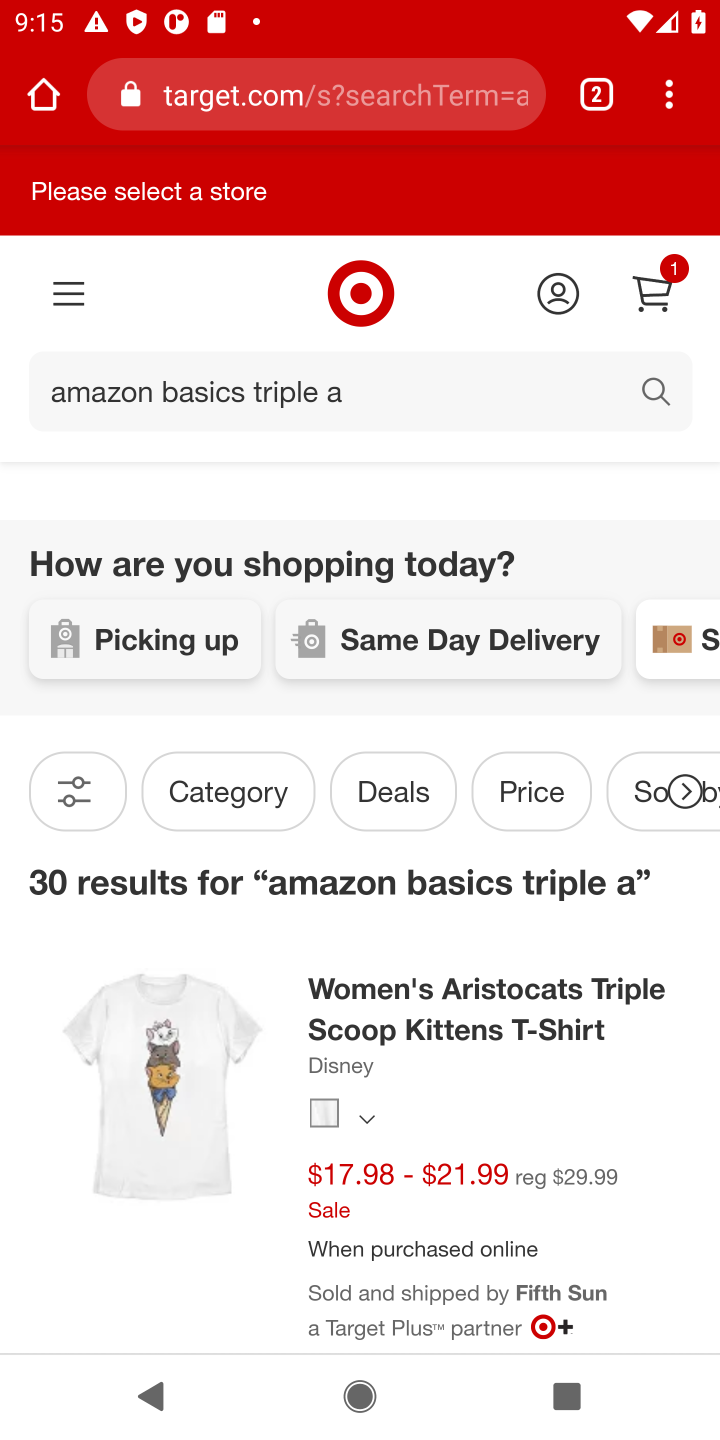 9:15
target.com/s?searchTerm=a
2
Please select a store
1
amazon basics triple a
How are you shopping today?
Picking up
Same Day Delivery
S
Category
Deals
Price
So by
30 results for “amazon basics triple a”
Women's Aristocats Triple
Scoop Kittens T-Shirt
Disney
$17.98 - $21.99 reg $29.99
Sale
When purchased online
Sold and shipped by Fifth Sun
a Target Plus™ partner